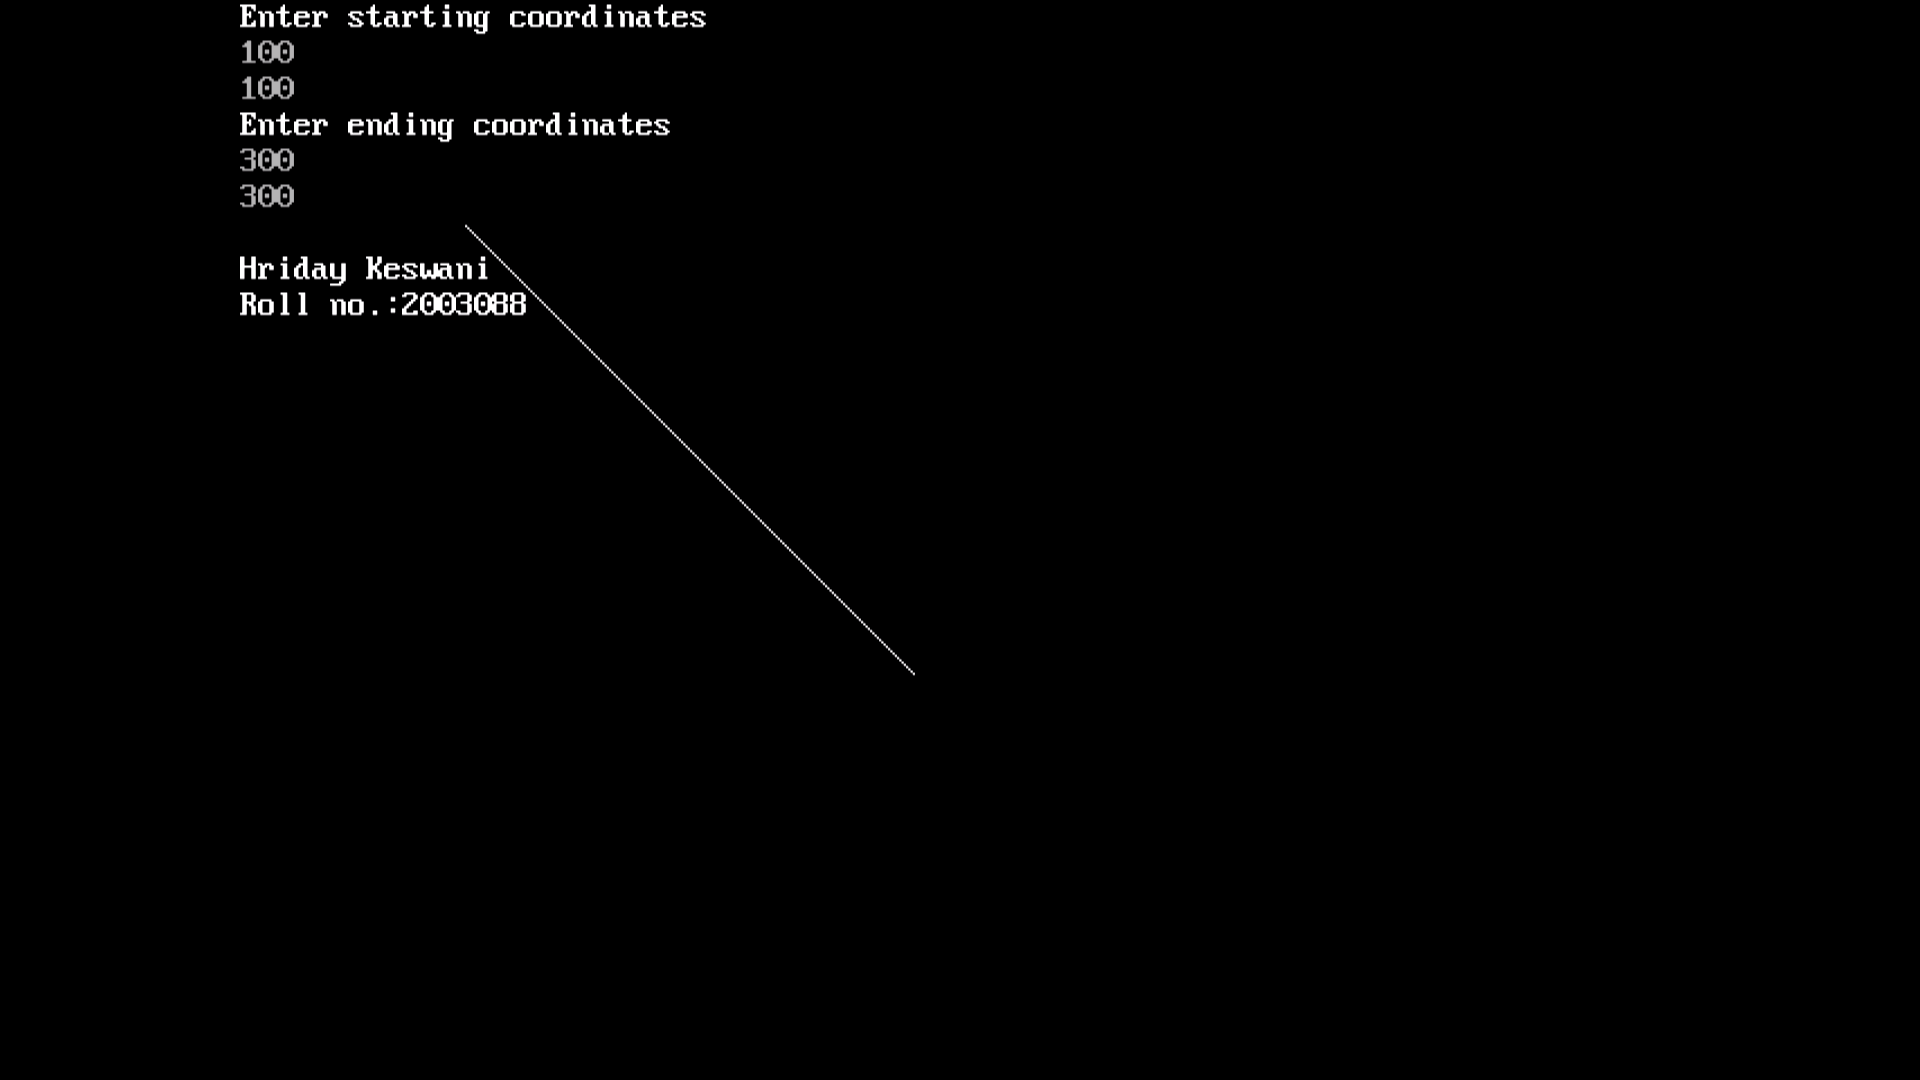 Enter starting coordinates
100
100
Enter ending coordinates
300
300
Hriday Keswani
Roll no.:2003088